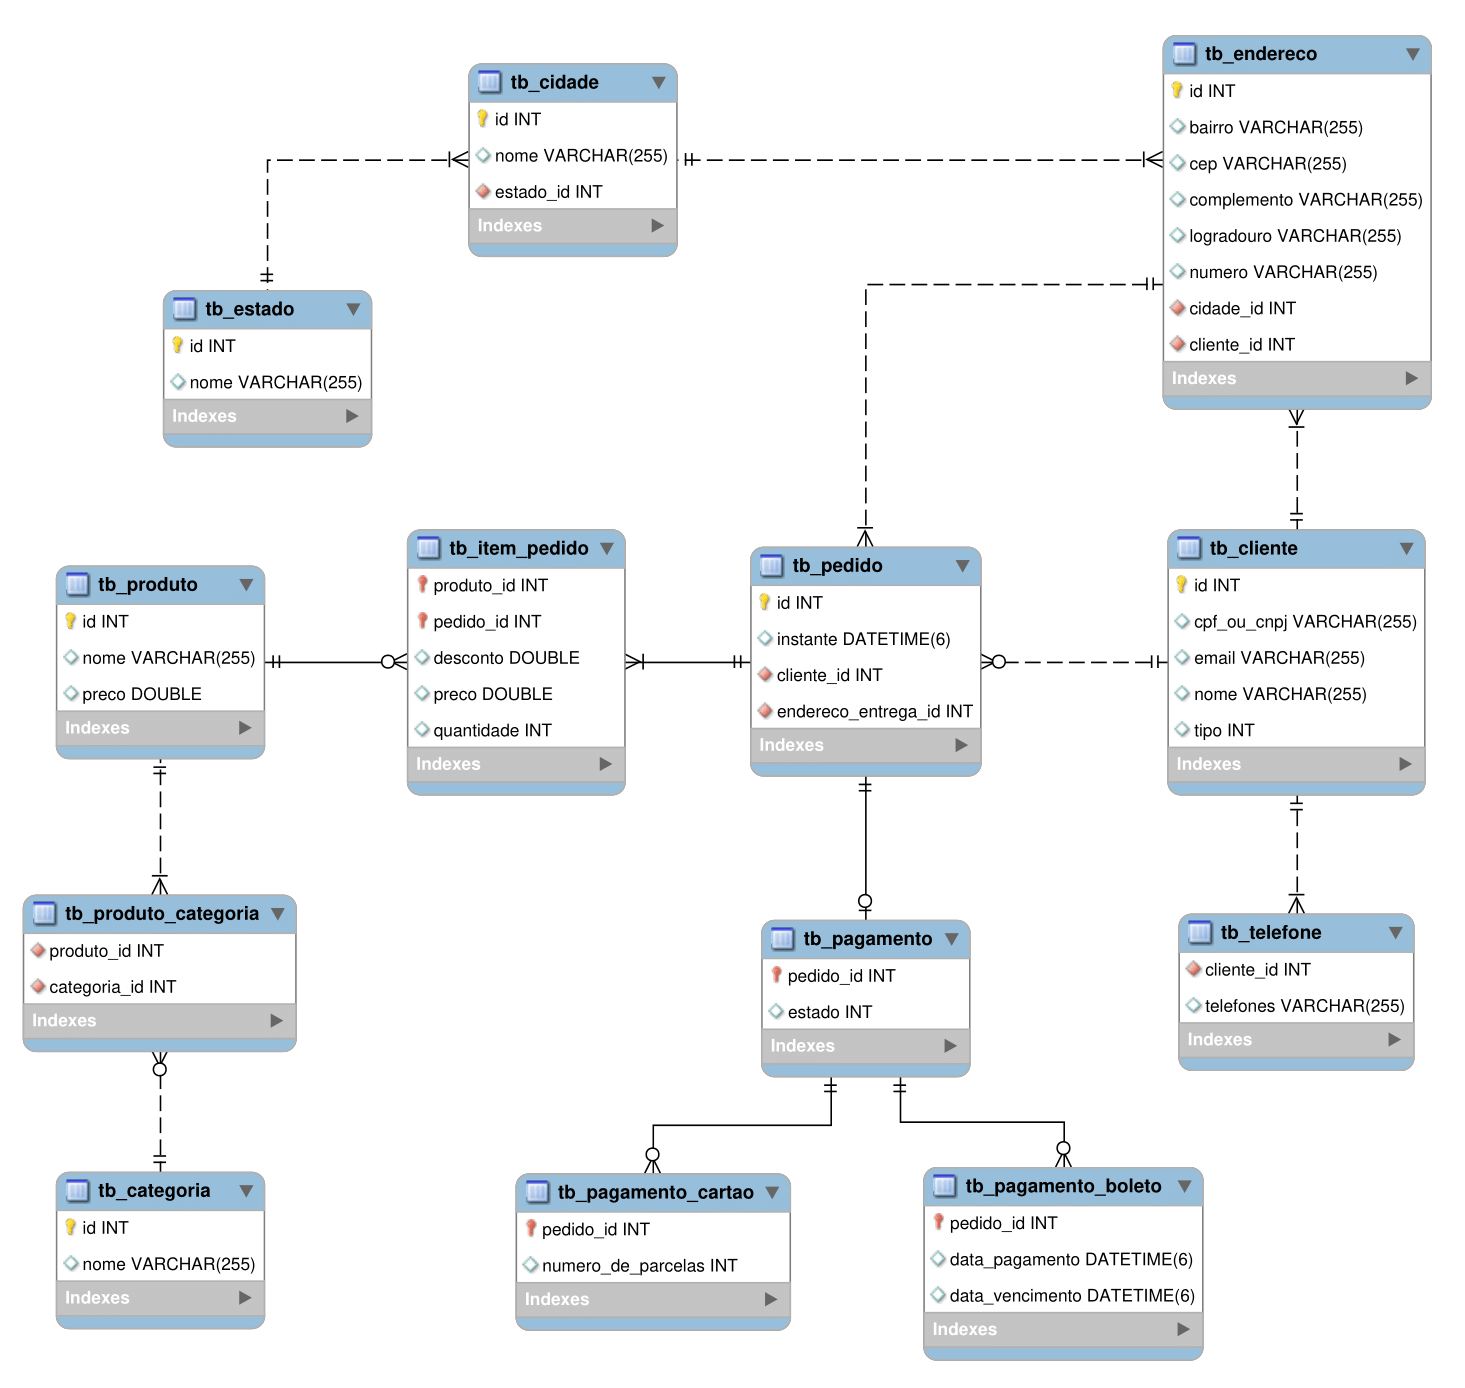 tb_endereco
id INT
bairro VARCHAR(255)
cep VARCHAR(255)
complemento VARCHAR(255)
logradouro VARCHAR(255)
numero VARCHAR(255)
cidade_id INT
cliente_id INT
Indexes
tb_cidade
id INT
nome VARCHAR(255)
estado_id INT
Indexes
tb_estado
id INT
nome VARCHAR(255)
Indexes
tb_produto
id INT
nome VARCHAR(255)
preco DOUBLE
Indexes
tb_item_pedido
produto_id INT
pedido_id INT
desconto DOUBLE
preco DOUBLE
quantidade INT
Indexes
tb_pedido
id INT
instante DATETIME(6)
cliente_id INT
endereco_entrega_id INT
Indexes
tb_cliente
id INT
cpf_ou_cnpj VARCHAR(255)
email VARCHAR(255)
nome VARCHAR(255)
tipo INT
Indexes
tb_produto_categoria
produto_id INT
categoria_id INT
Indexes
tb_pagamento
pedido_id INT
estado INT
Indexes
tb_telefone
cliente_id INT
telefones VARCHAR(255)
Indexes
tb_categoria
id INT
nome VARCHAR(255)
Indexes
tb_pagamento_cartao
pedido_id INT
numero_de_parcelas INT
Indexes
tb_pagamento_boleto
pedido_id INT
data_pagamento DATETIME(6)
data_vencimento DATETIME(6)
Indexes